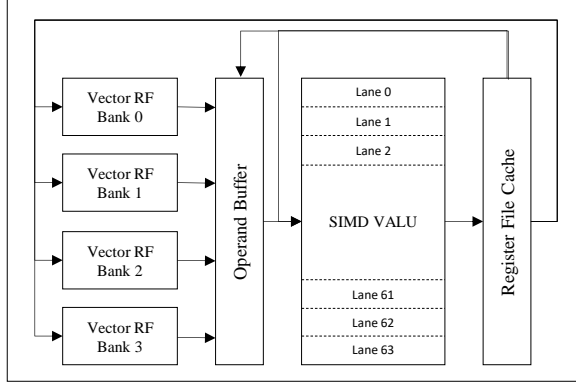 Vector RF
Bank 0
Vector RF
Bank 1
Vector RF
Bank 2
Vector RF
Bank 3
Operand Buffer
Lane 0
Lane 1
Lane 2
SIMD VALU
Lane 61
Lane 62
Lane 63
Register File Cache